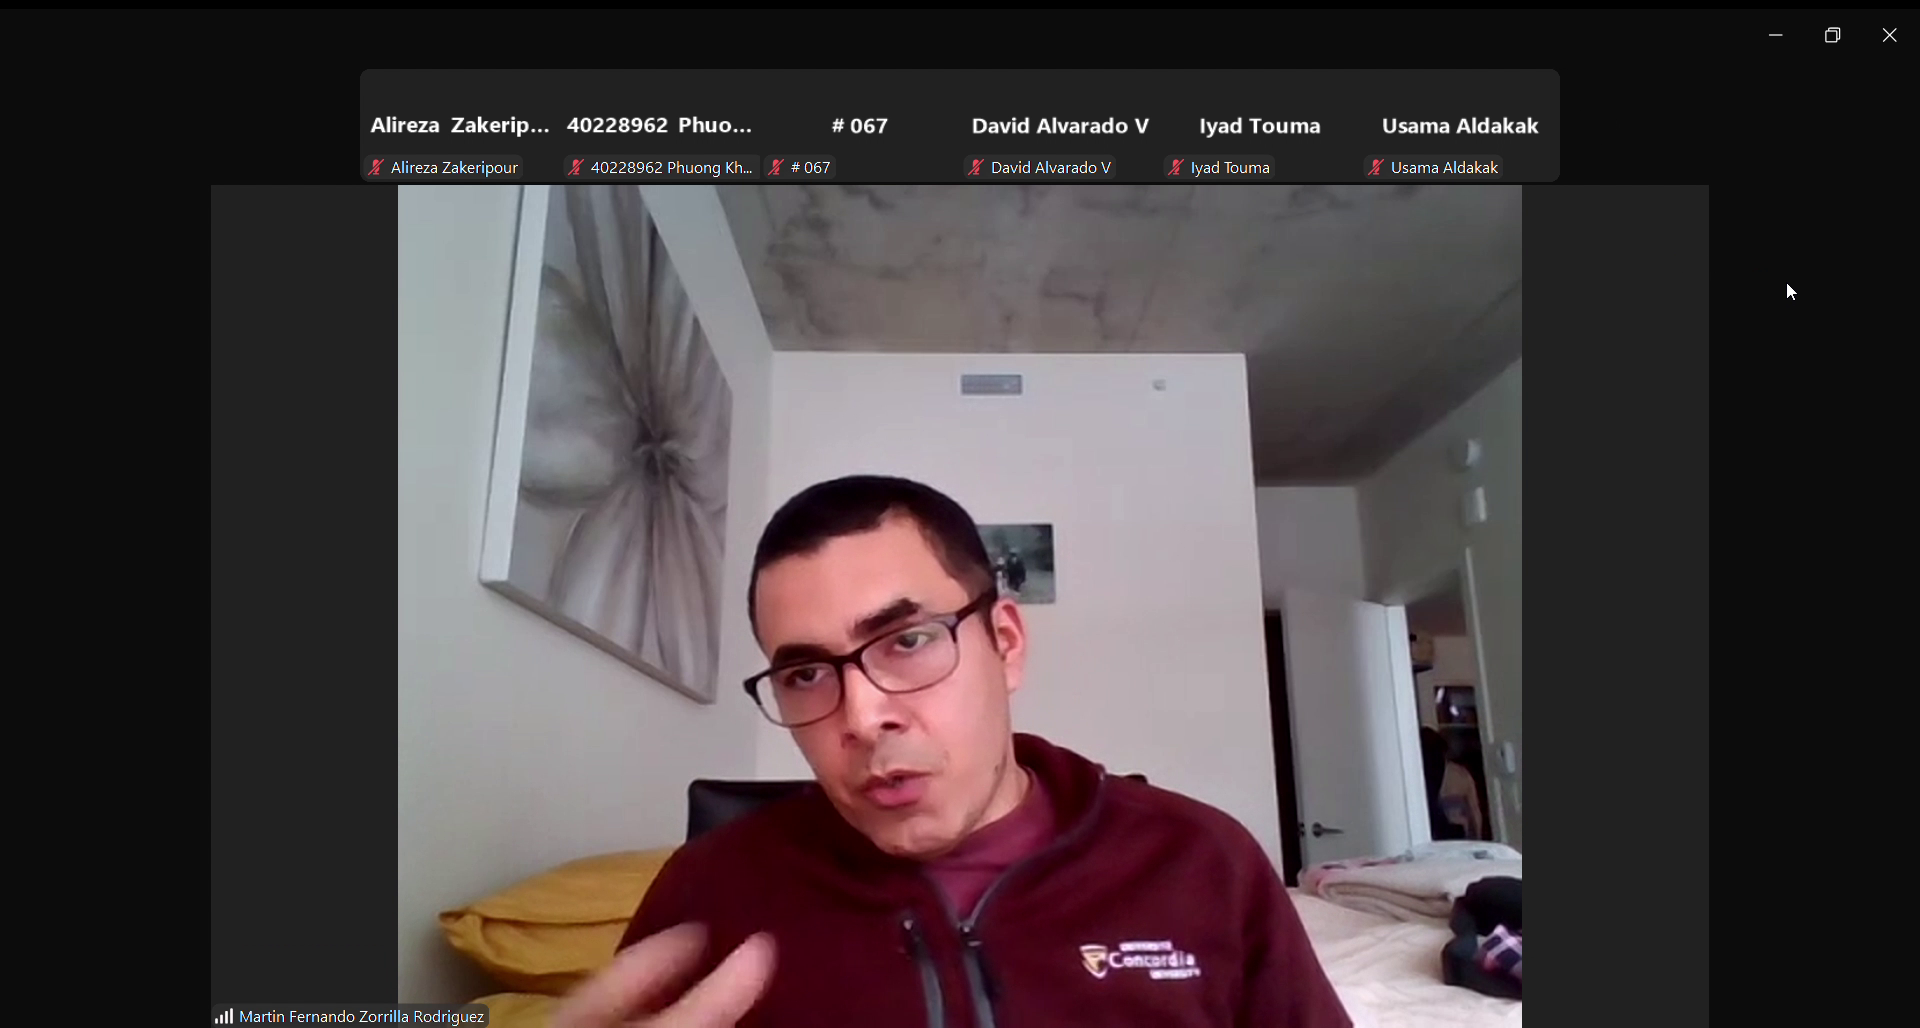 Alireza Zakerip... 40228962 Phuo... # 067 David Alvarado V Iyad Touma Usama Aldakak
Alireza Zakeripour 40228962 Phuong Kh... # 067 David Alvarado V Iyad Touma Usama Aldakak
Concordia
Martin Fernando Zorrilla Rodriguez